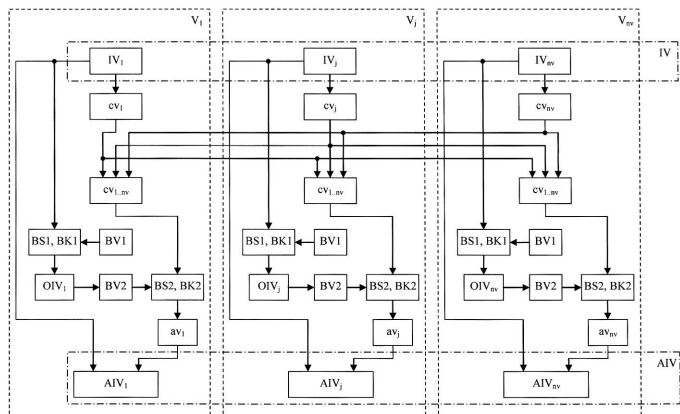 V1 Vj Vnv
IV1 IVj IVnv IV
cv1 cvj cvnv
cv1..nv cv1..nv cv1..nv
BS1, BK1 BV1 BS1, BK1 BV1 BS1, BK1 BV1
OIV1 BV2 BS2, BK2 OIVj BV2 BS2, BK2 OIVnv BV2 BS2, BK2
av1 avj avnv
AIV
AIV1 AIVj AIVnv